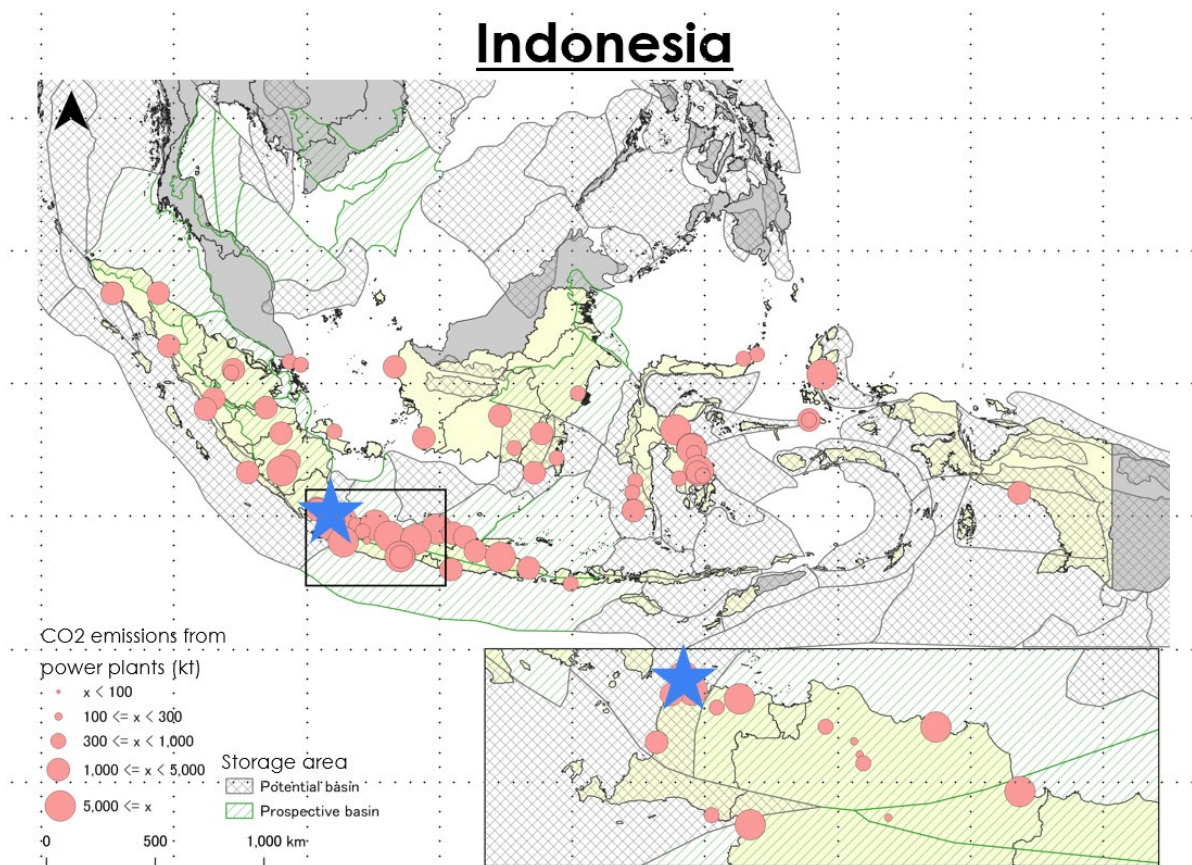 Indonesia
CO2 emissions from
power plants (kt)
x < 100
100 <= x < 300
300 <= x < 1,000
1,000 <= x < 5,000
5,000 <= x
Storage area
Potential basin
Prospective basin
0 500 1,000 km